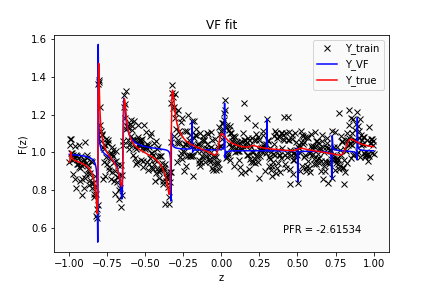 VF fit
1.6
1.4
1.2
1.0
0.8
0.6
F(z)
Y_train
Y_VF
Y_true
PFR = -2.61534
−1.00 −0.75 −0.50 −0.25 0.00 0.25 0.50 0.75 1.00
z